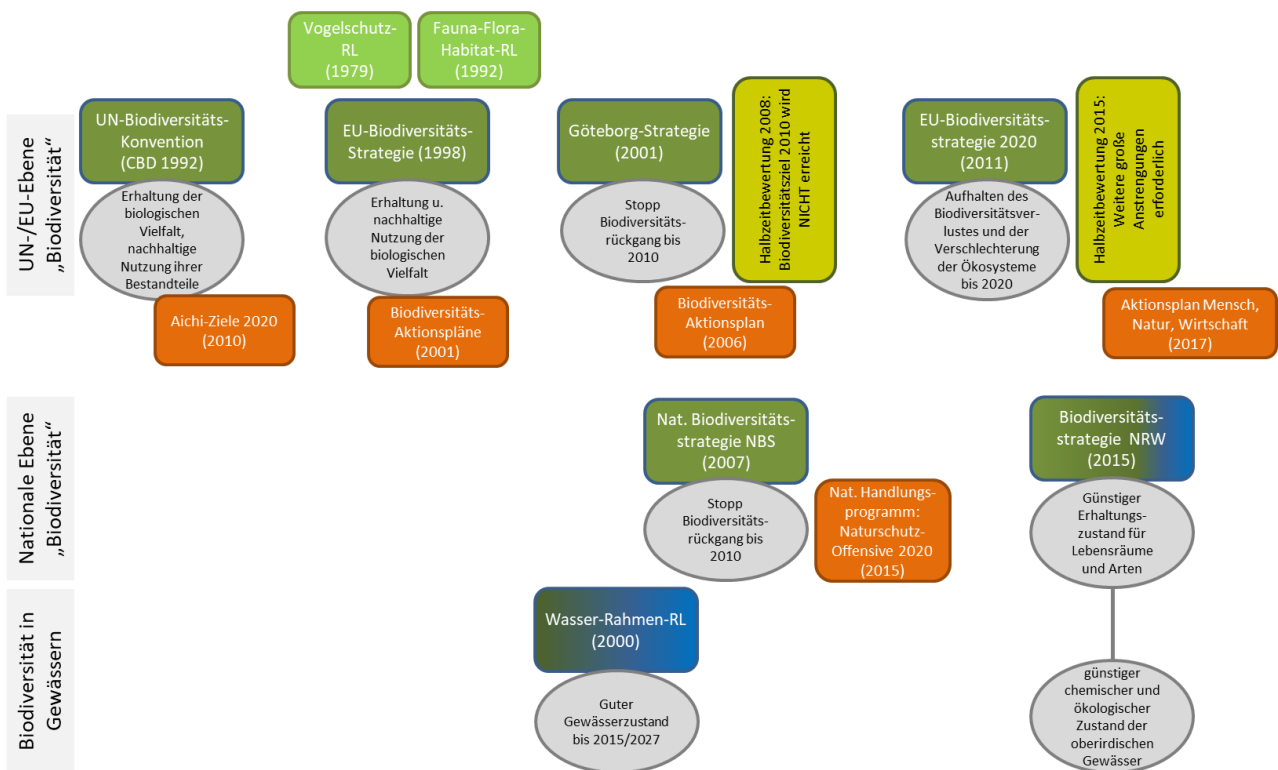 Vogelschutz-
RL
(1979)
Fauna-Flora-
Habitat-RL
(1992)
UN-/EU-Ebene
„Biodiversität“
UN-Biodiversitäts-
Konvention
(CBD 1992)
Erhaltung der
biologischen
Vielfalt,
nachhaltige
Nutzung ihrer
Bestandteile
Aichi-Ziele 2020
(2010)
EU-Biodiversitäts-
Strategie (1998)
Erhaltung u.
nachhaltige
Nutzung der
biologischen
Vielfalt
Biodiversitäts-
Aktionspläne
(2001)
Göteborg-Strategie
(2001)
Stopp
Biodiversitäts-
rückgang bis
2010
Halbzeitbewertung 2008:
Biodiversitätsziel 2010 wird
NICHT erreicht
Biodiversitäts-
Aktionsplan
(2006)
EU-Biodiversitäts-
strategie 2020
(2011)
Aufhalten des
Biodiversitätsver-
lustes und der
Verschlechterung
der Ökosysteme
bis 2020
Halbzeitbewertung 2015:
Weitere große
Anstrengungen
erforderlich
Aktionsplan Mensch,
Natur, Wirtschaft
(2017)
Nationale Ebene
„Biodiversität“
Nat. Biodiversitäts-
strategie NBS
(2007)
Stopp
Biodiversitäts-
rückgang bis
2010
Nat. Handlungs-
programm:
Naturschutz-
Offensive 2020
(2015)
Biodiversitäts-
strategie NRW
(2015)
Günstiger
Erhaltungs-
zustand für
Lebensräume
und Arten
Biodiversität in
Gewässern
Wasser-Rahmen-RL
(2000)
Guter
Gewässerzustand
bis 2015/2027
günstiger
chemischer und
ökologischer
Zustand der
oberirdischen
Gewässer